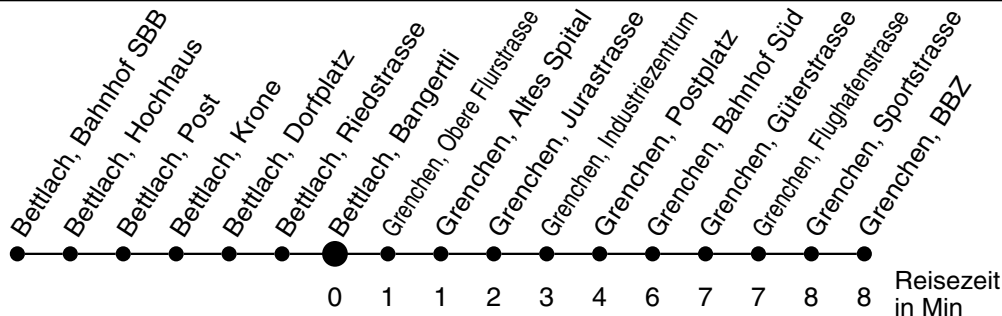 Bettlach, Bahnhof SBB
Bettlach, Hochhaus
Bettlach, Post
Bettlach, Krone
Bettlach, Dorfplatz
Bettlach, Riedstrasse
Bettlach, Bangertli
Grenchen, Obere Flurstrasse
Grenchen, Altes Spital
Grenchen, Jurastrasse
Grenchen, Industriezentrum
Grenchen, Postplatz
Grenchen, Bahnhof Süd
Grenchen, Güterstrasse
Grenchen, Flughafenstrasse
Grenchen, Sportstrasse
Grenchen, BBZ
0 1 1 2 3 4 6 7 7 8 8
Reisezeit
in Min